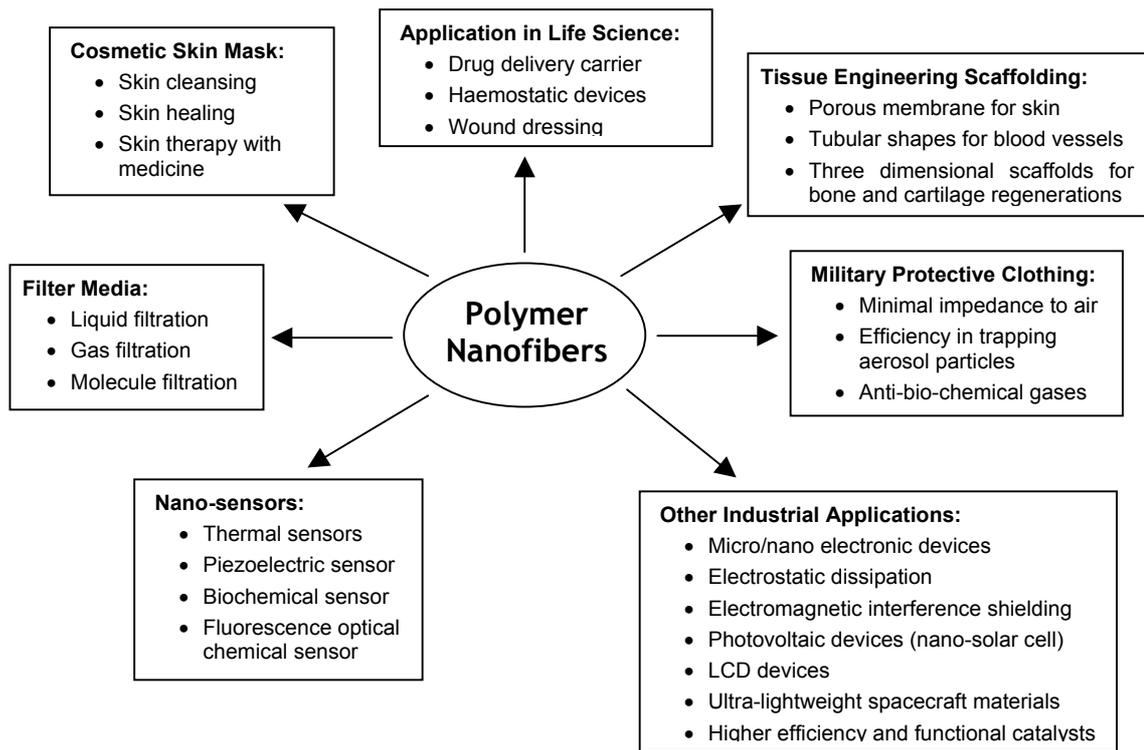 Cosmetic Skin Mask:
• Skin cleansing
• Skin healing
• Skin therapy with
medicine
Application in Life Science:
• Drug delivery carrier
• Haemostatic devices
• Wound dressing
Tissue Engineering Scaffolding:
• Porous membrane for skin
• Tubular shapes for blood vessels
• Three dimensional scaffolds for
bone and cartilage regenerations
Filter Media:
• Liquid filtration
• Gas filtration
• Molecule filtration
Polymer
Nanofibers
Military Protective Clothing:
• Minimal impedance to air
• Efficiency in trapping
aerosol particles
• Anti-bio-chemical gases
Nano-sensors:
• Thermal sensors
• Piezoelectric sensor
• Biochemical sensor
• Fluorescence optical
chemical sensor
Other Industrial Applications:
• Micro/nano electronic devices
• Electrostatic dissipation
• Electromagnetic interference shielding
• Photovoltaic devices (nano-solar cell)
• LCD devices
• Ultra-lightweight spacecraft materials
• Higher efficiency and functional catalysts